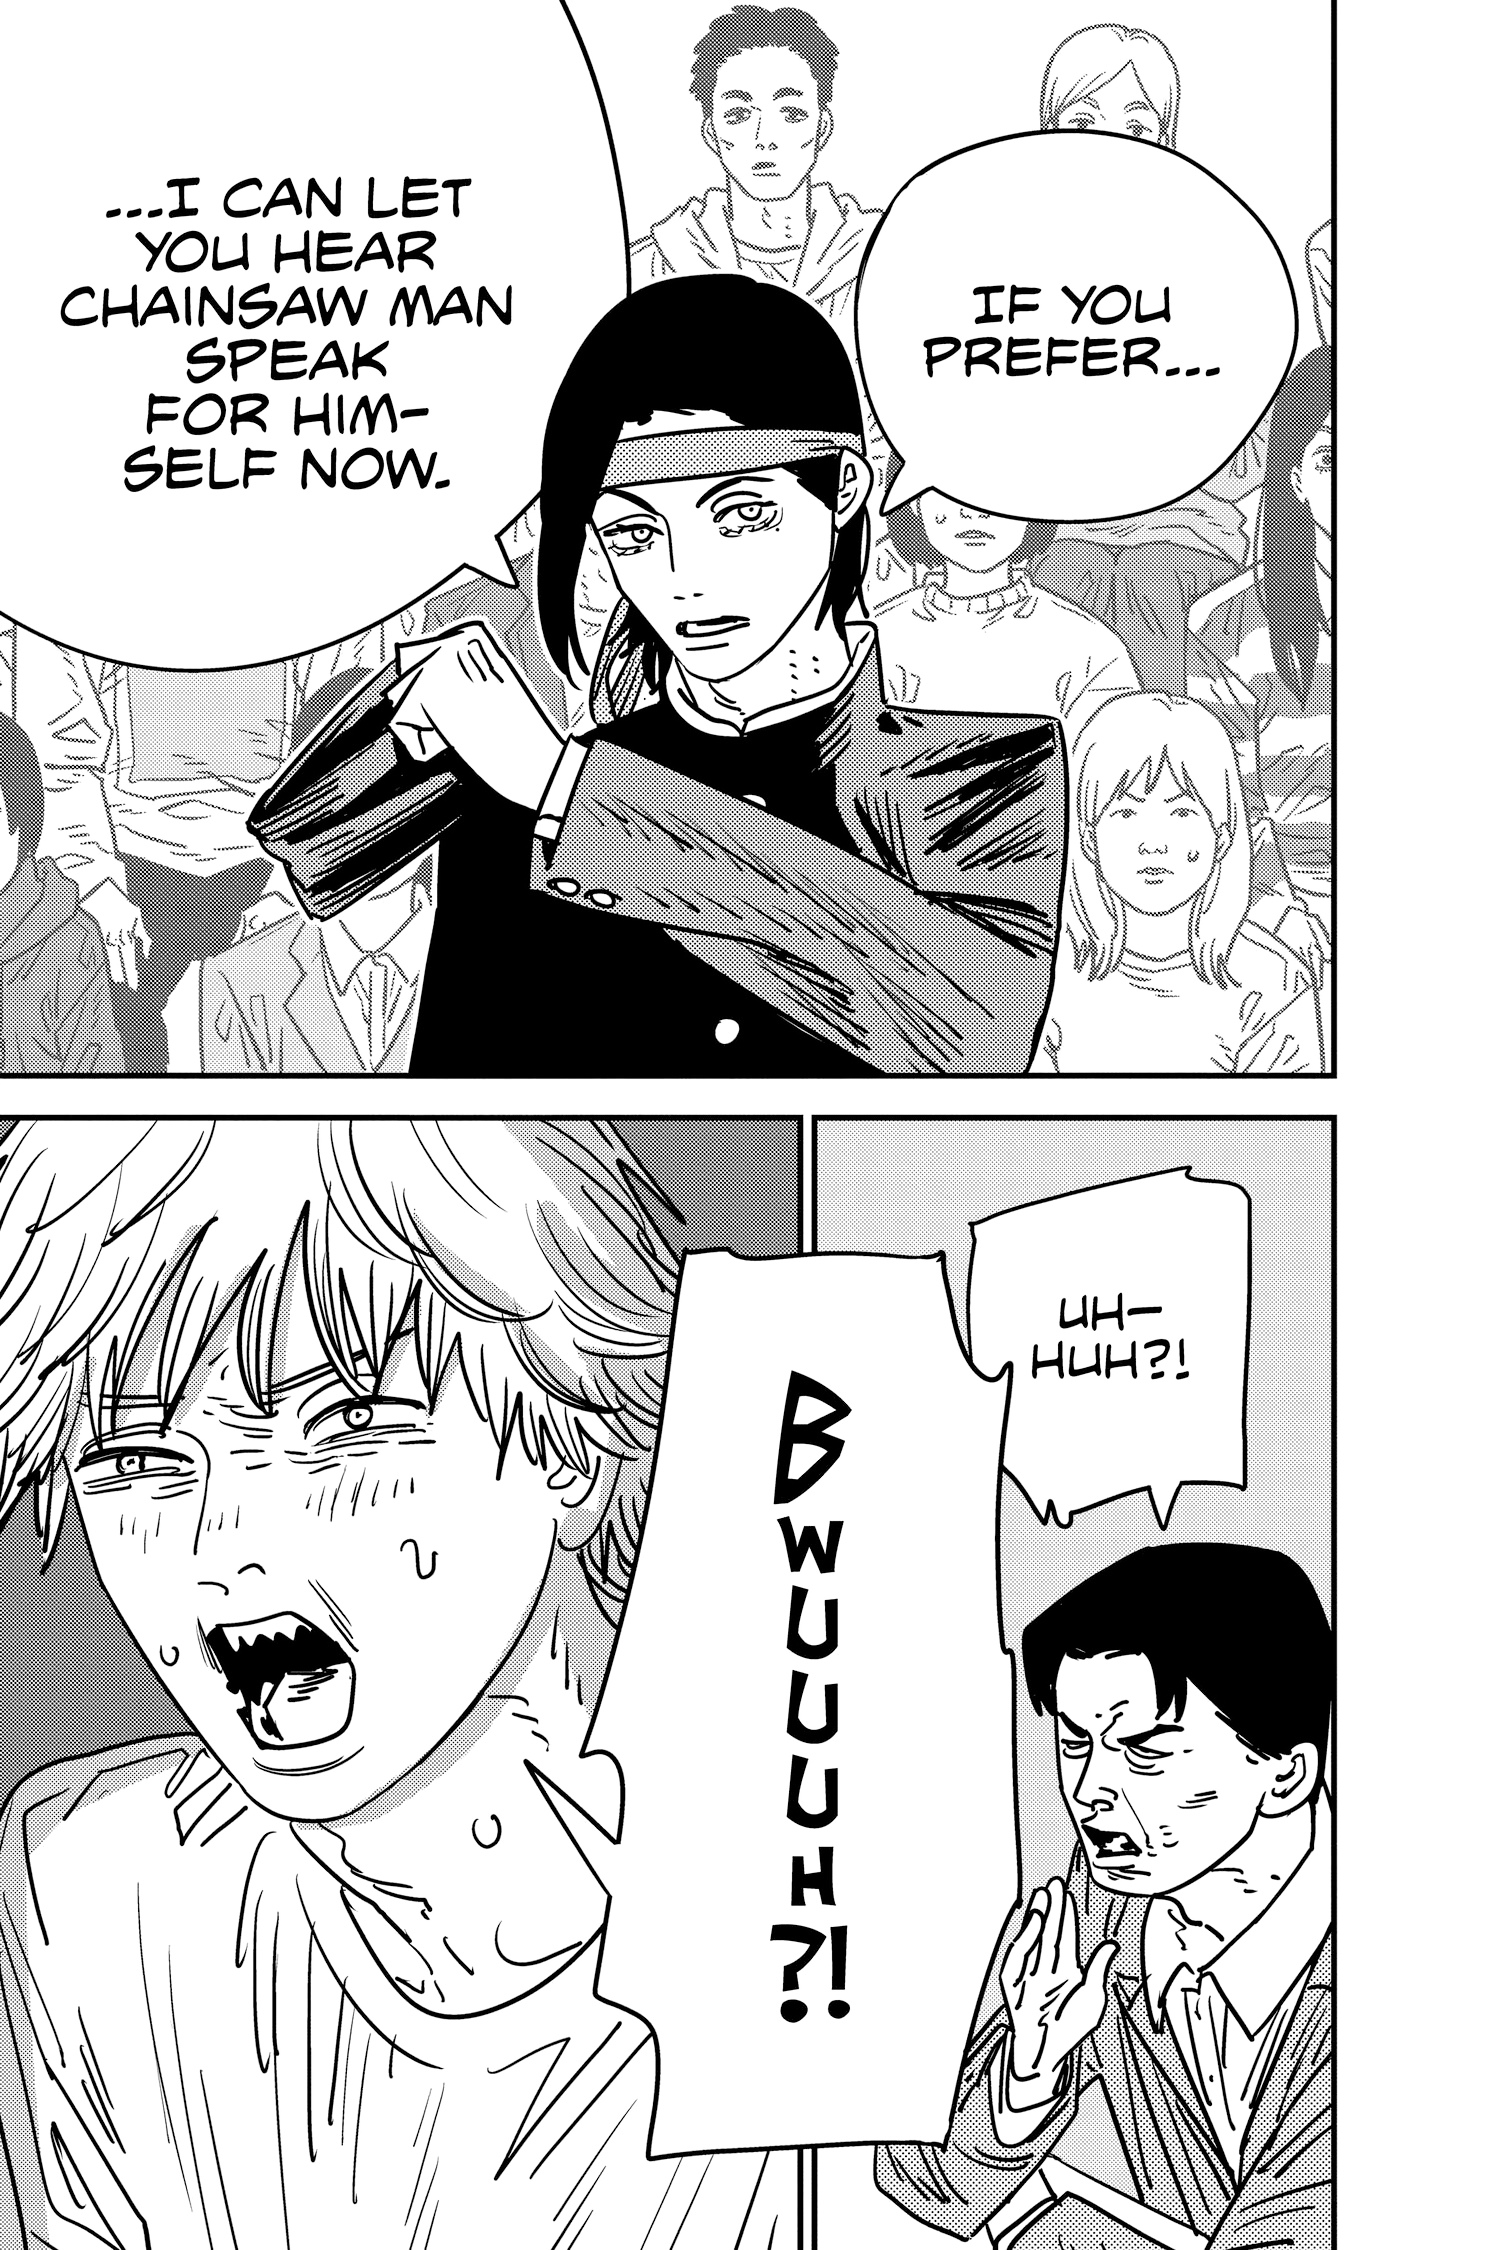 IF YOU
PREFER...
...I CAN LET
YOU HEAR
CHAINSAW MAN
SPEAK
FOR HIM-
SELF NOW.
UH-
HUH?!
BWUUUH?!